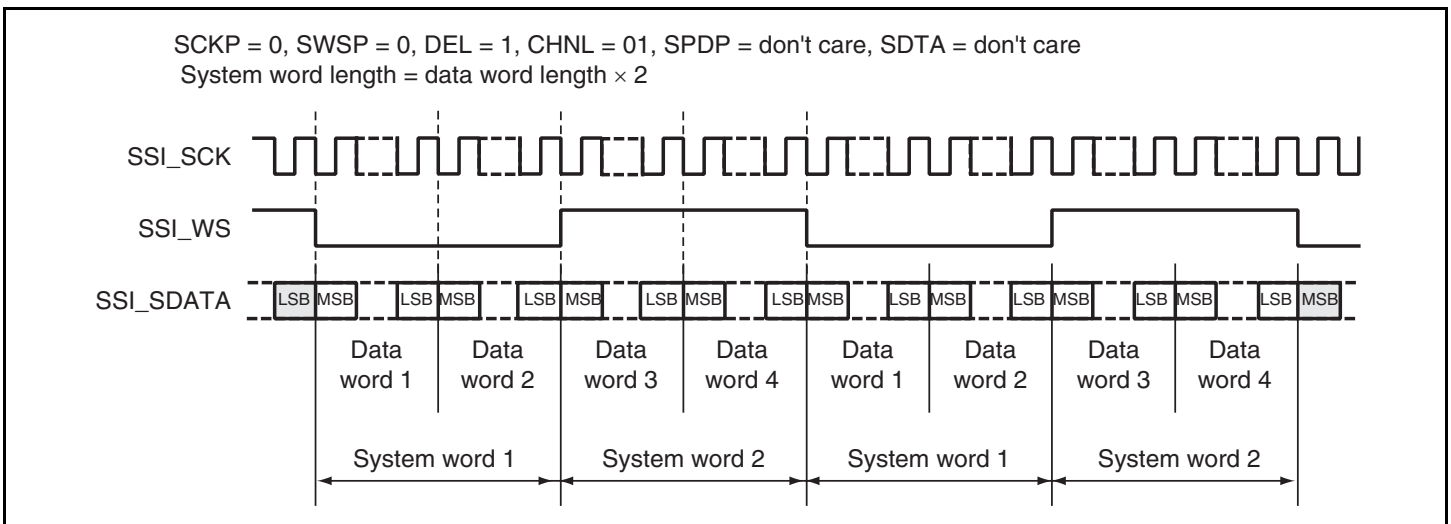 SCKP = 0, SWSP = 0, DEL = 1, CHNL = 01, SPDP = don't care, SDTA = don't care
System word length = data word length × 2
SSI_SCK
SSI_WS
SSI_SDATA
LSB MSB LSB MSB LSB MSB LSB MSB LSB MSB LSB MSB LSB MSB LSB MSB LSB MSB
Data Data Data Data Data Data Data Data
word 1 word 2 word 3 word 4 word 1 word 2 word 3 word 4
System word 1 System word 2 System word 1 System word 2